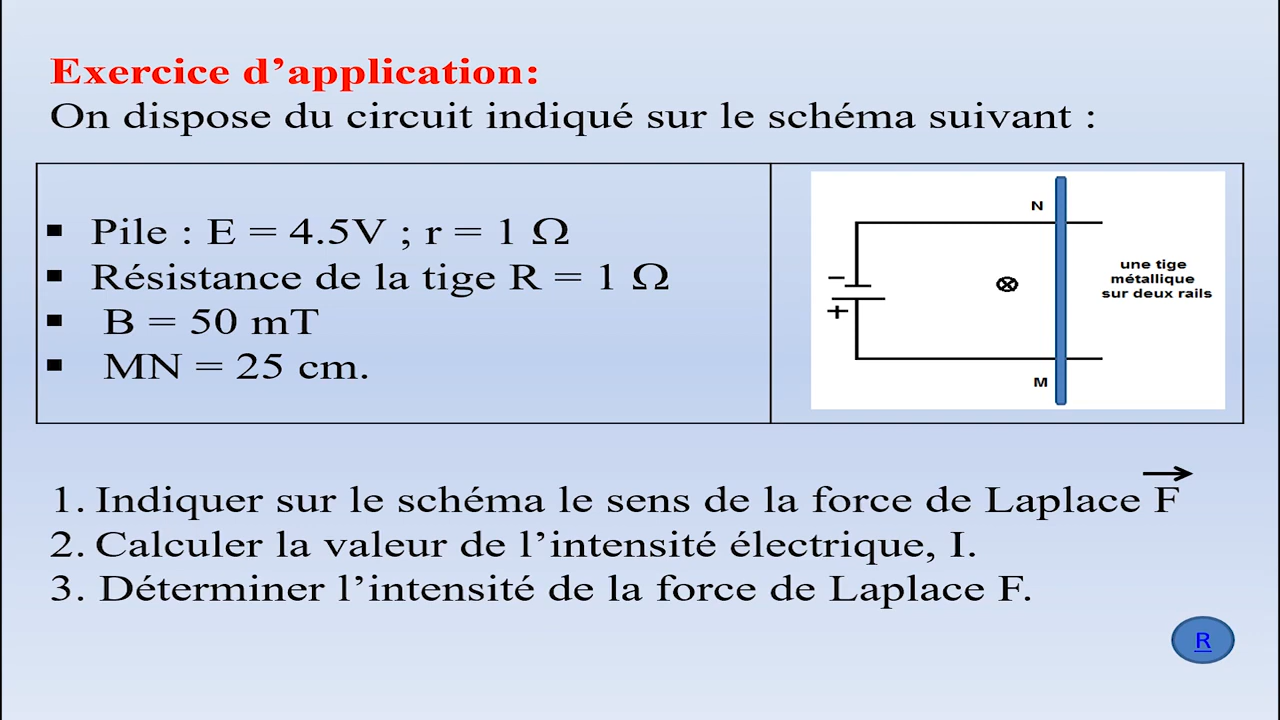 Exercice d’application:
On dispose du circuit indiqué sur le schéma suivant :
▪ Pile : E = 4.5V ; r = 1 Ω
▪ Résistance de la tige R = 1 Ω
▪ B = 50 mT
▪ MN = 25 cm.
N
−
+
⊗
une tige
métallique
sur deux rails
M
1. Indiquer sur le schéma le sens de la force de Laplace F⃗
2. Calculer la valeur de l’intensité électrique, I.
3. Déterminer l’intensité de la force de Laplace F.
R